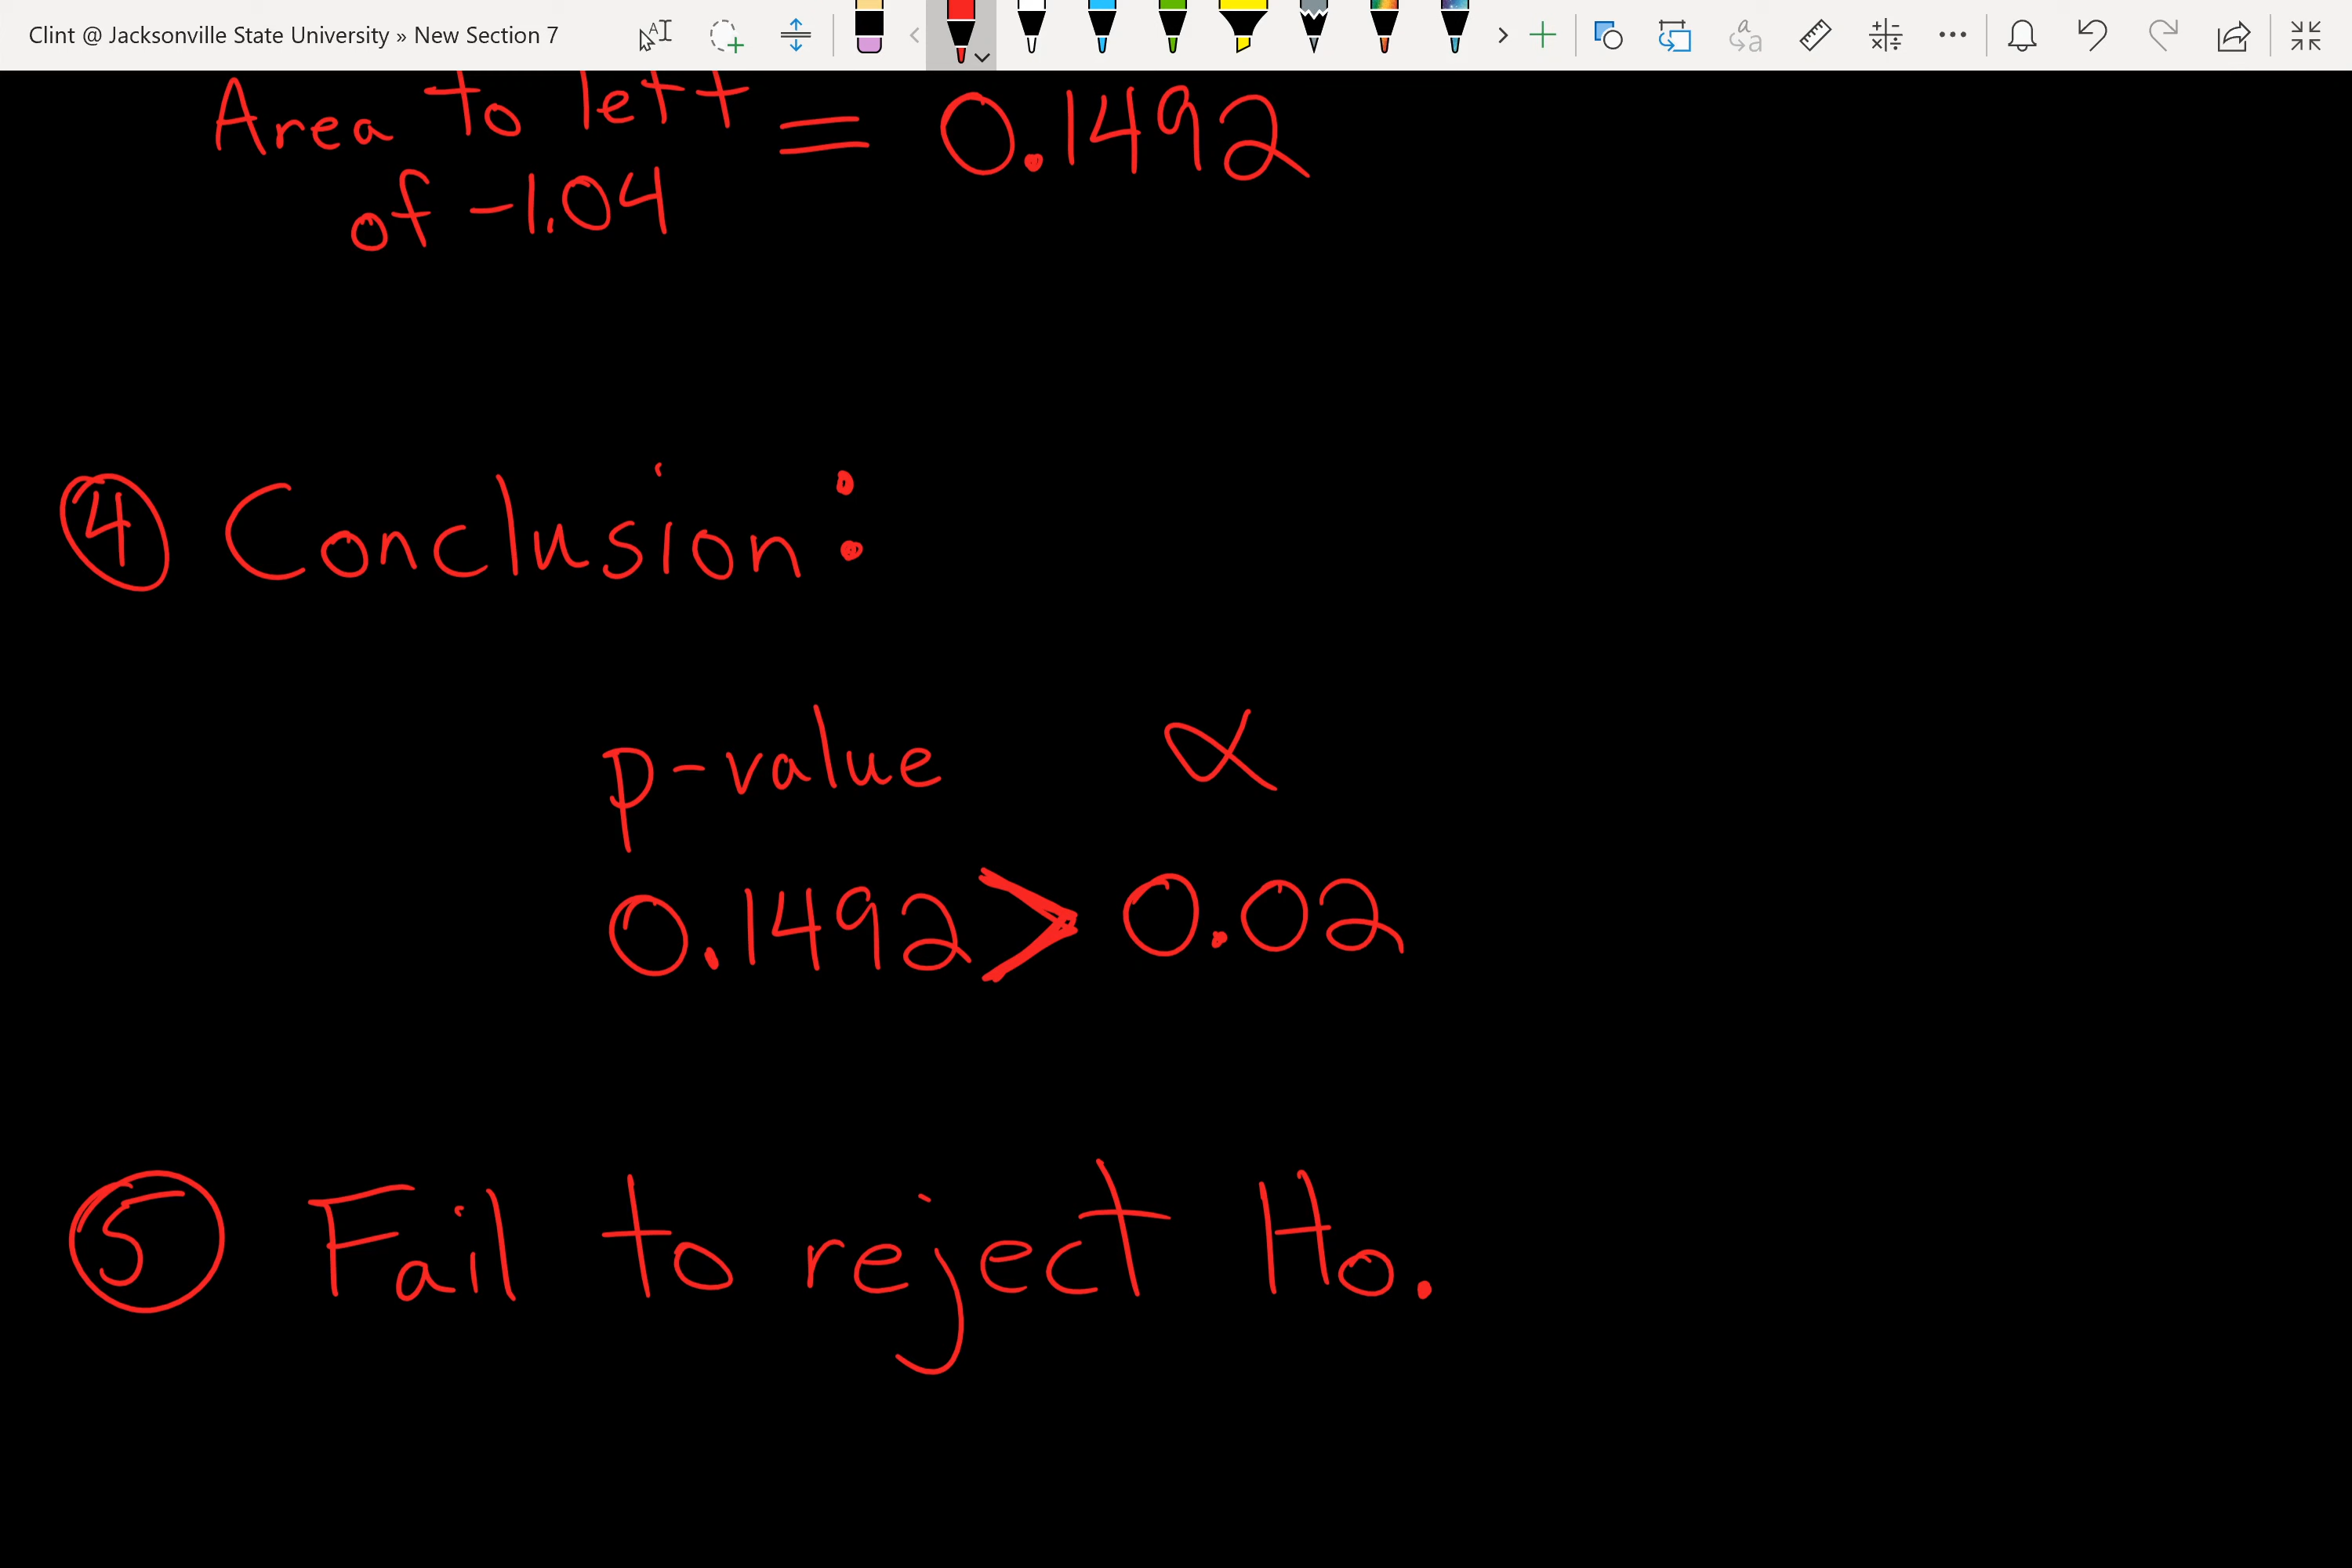 Clint @ Jacksonville State University » New Section 7
Area to left = 0.1492
of -1.04
4 Conclusion:
p-value α
0.1492 > 0.02
5 Fail to reject H₀.